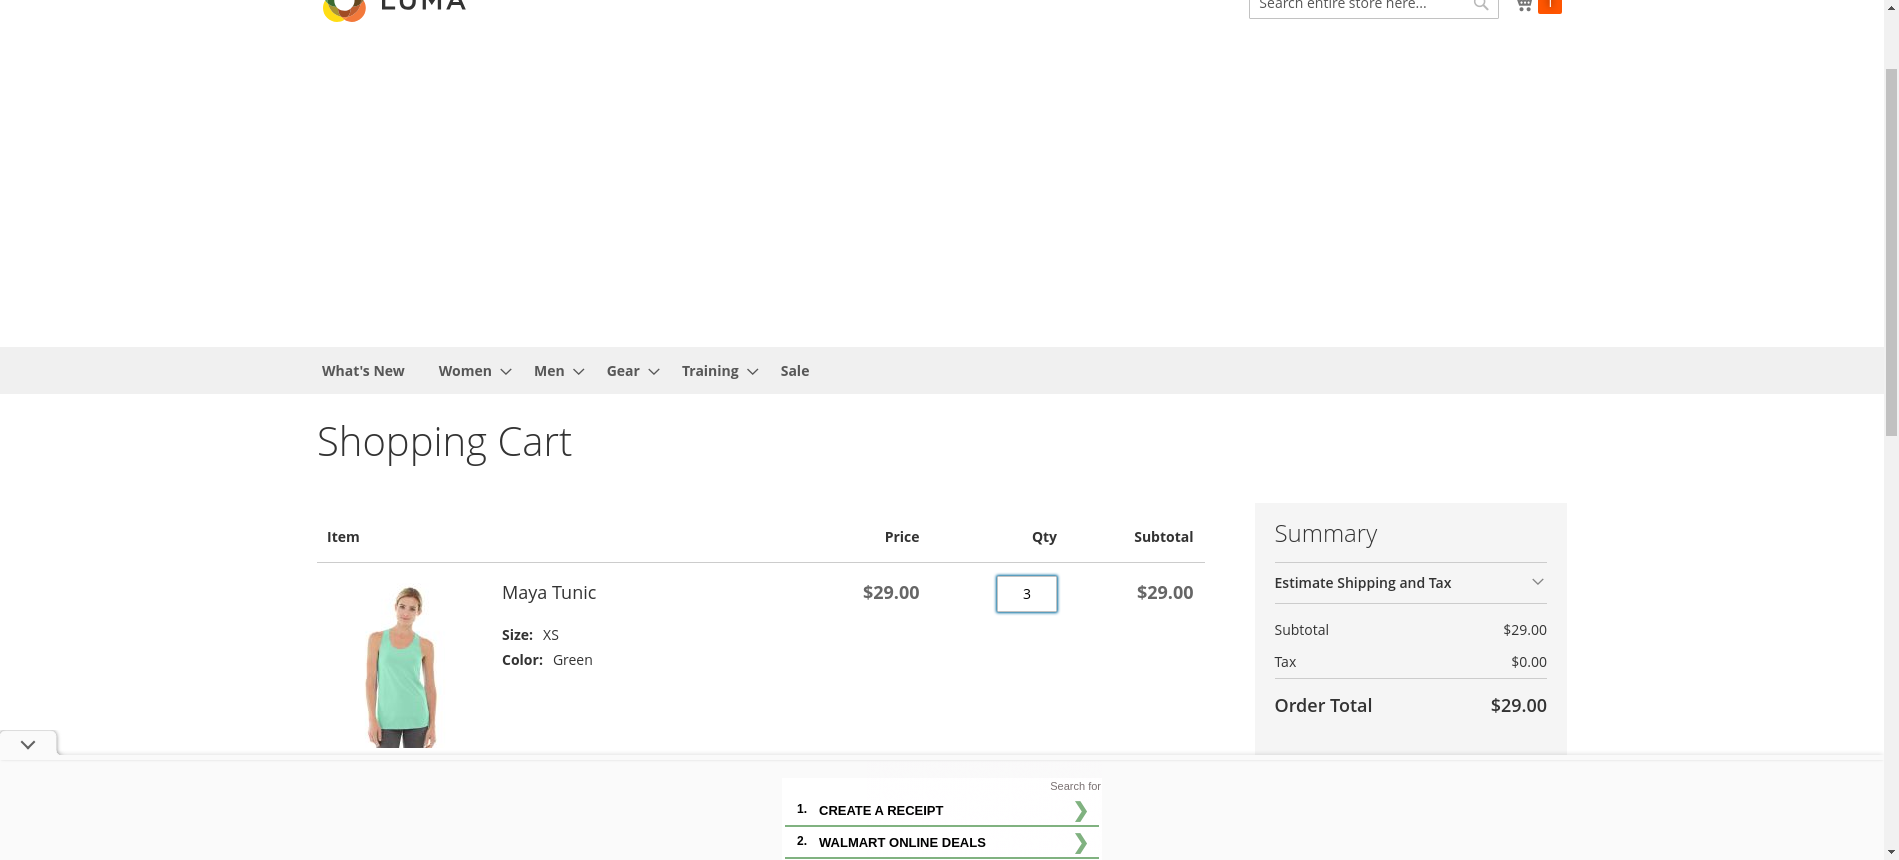 LUMA
Search entire store here...
1
What's New
Women
Men
Gear
Training
Sale
Shopping Cart
Item
Price
Qty
Subtotal
Maya Tunic
$29.00
3
$29.00
Size: XS
Color: Green
Summary
Estimate Shipping and Tax
Subtotal $29.00
Tax $0.00
Order Total $29.00
Search for
1. CREATE A RECEIPT
2. WALMART ONLINE DEALS